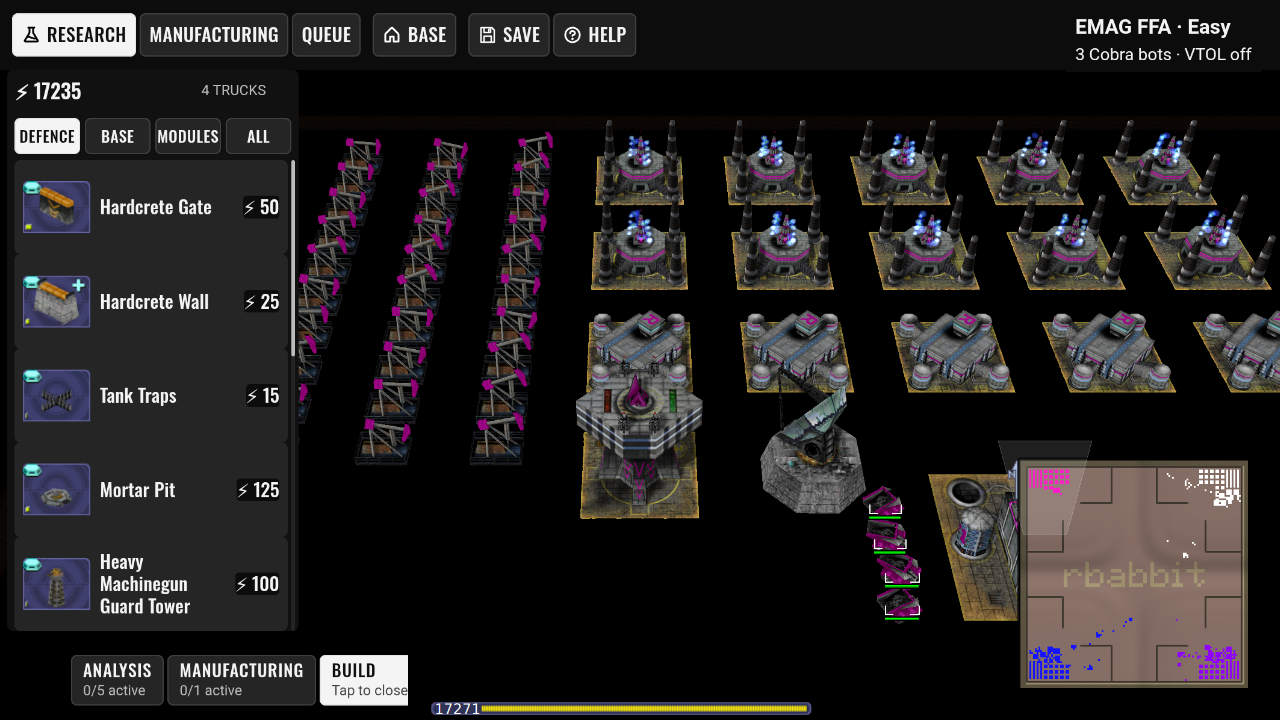 RESEARCH
MANUFACTURING
QUEUE
BASE
SAVE
HELP
EMAG FFA · Easy
3 Cobra bots · VTOL off
17235
4 TRUCKS
DEFENCE
BASE
MODULES
ALL
Hardcrete Gate
50
Hardcrete Wall
25
Tank Traps
15
Mortar Pit
125
Heavy
Machinegun
Guard Tower
100
rbabbit
ANALYSIS
0/5 active
MANUFACTURING
0/1 active
BUILD
Tap to close
17271